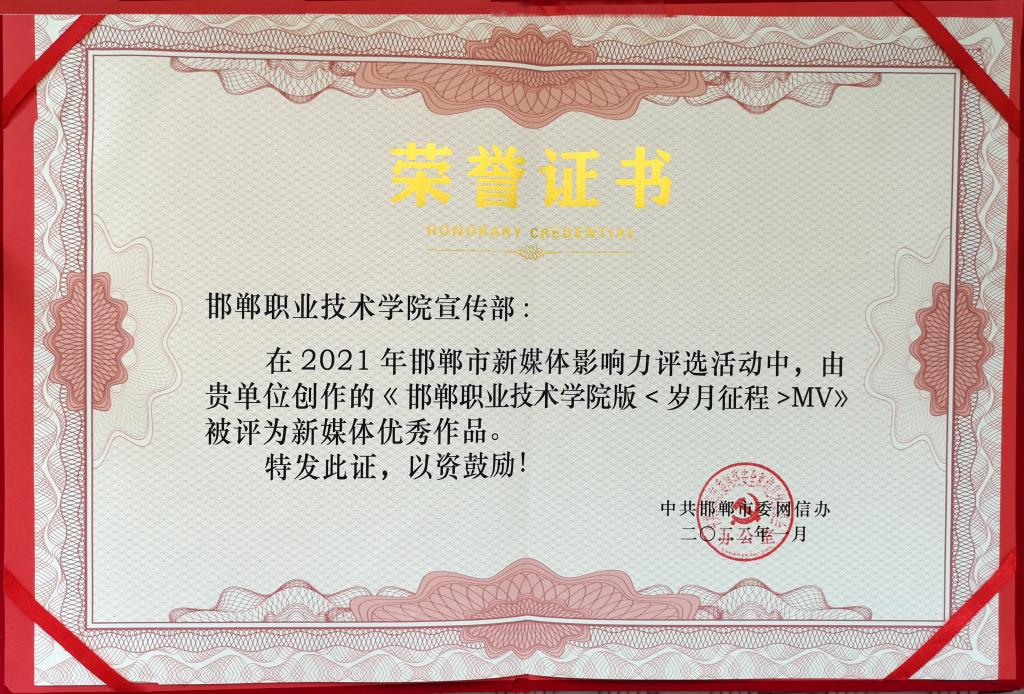 荣誉证书
HONORARY CREDENTIAL
邯郸职业技术学院宣传部:
在 2021 年邯郸市新媒体影响力评选活动中，由
贵单位创作的《邯郸职业技术学院版<岁月征程>MV》
被评为新媒体优秀作品。
特发此证，以资鼓励!
中共邯郸市委网信办
二〇二二年一月
办公室